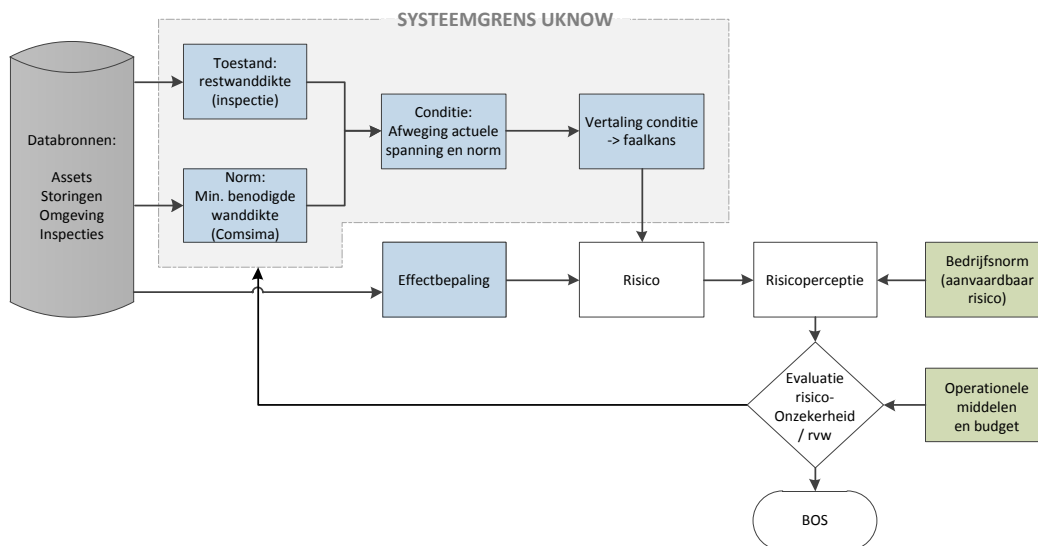 SYSTEEMGRENS UKNOW
Databronnen:
Assets
Storingen
Omgeving
Inspecties
Toestand:
restwanddikte
(inspectie)
Norm:
Min. benodigde
wanddikte
(Comsima)
Conditie:
Afweging actuele
spanning en norm
Vertaling conditie
-> faalkans
Effectbepaling
Risico
Risicoperceptie
Bedrijfsnorm
(aanvaardbaar
risico)
Evaluatie
risico-
Onzekerheid
/ rvw
Operationele
middelen
en budget
BOS